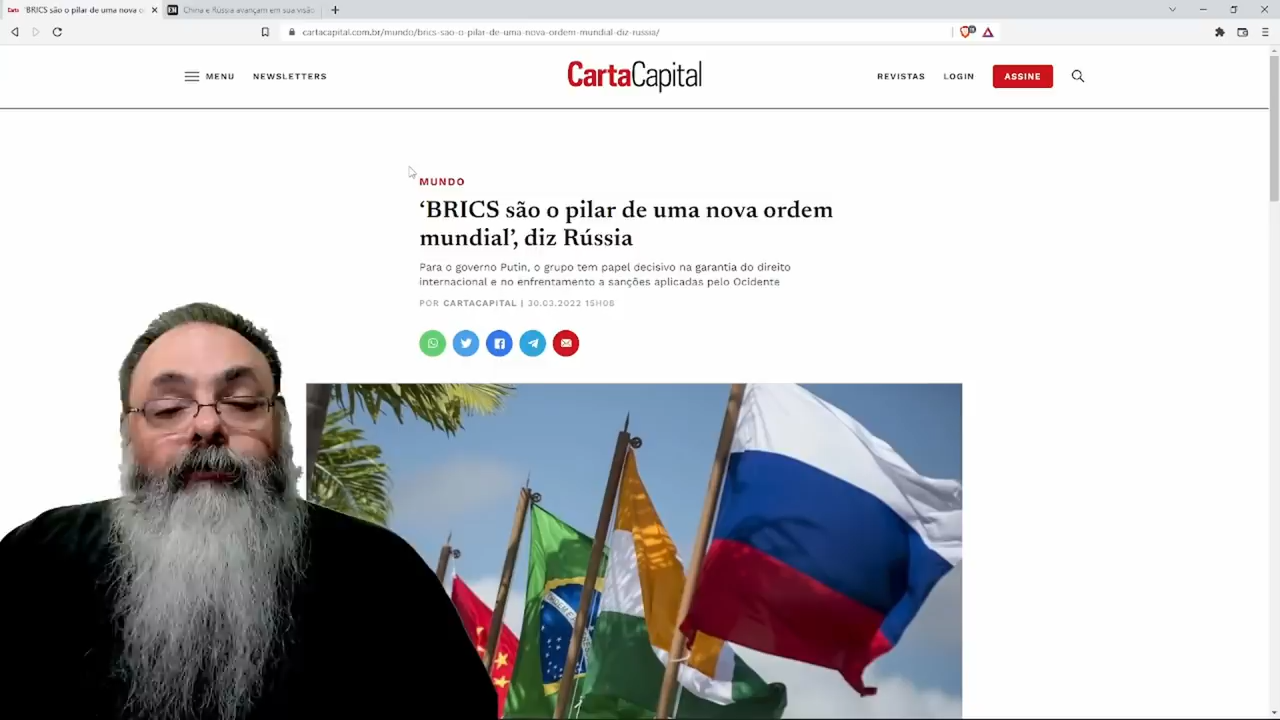 'BRICS são o pilar de uma nova o
China e Rússia avançam em sua visão
cartacapital.com.br/mundo/brics-sao-o-pilar-de-uma-nova-ordem-mundial-diz-russia/
MENU
NEWSLETTERS
CartaCapital
REVISTAS
LOGIN
ASSINE
MUNDO
‘BRICS são o pilar de uma nova ordem
mundial’, diz Rússia
Para o governo Putin, o grupo tem papel decisivo na garantia do direito
internacional e no enfrentamento a sanções aplicadas pelo Ocidente
POR CARTACAPITAL | 30.03.2022 15H08